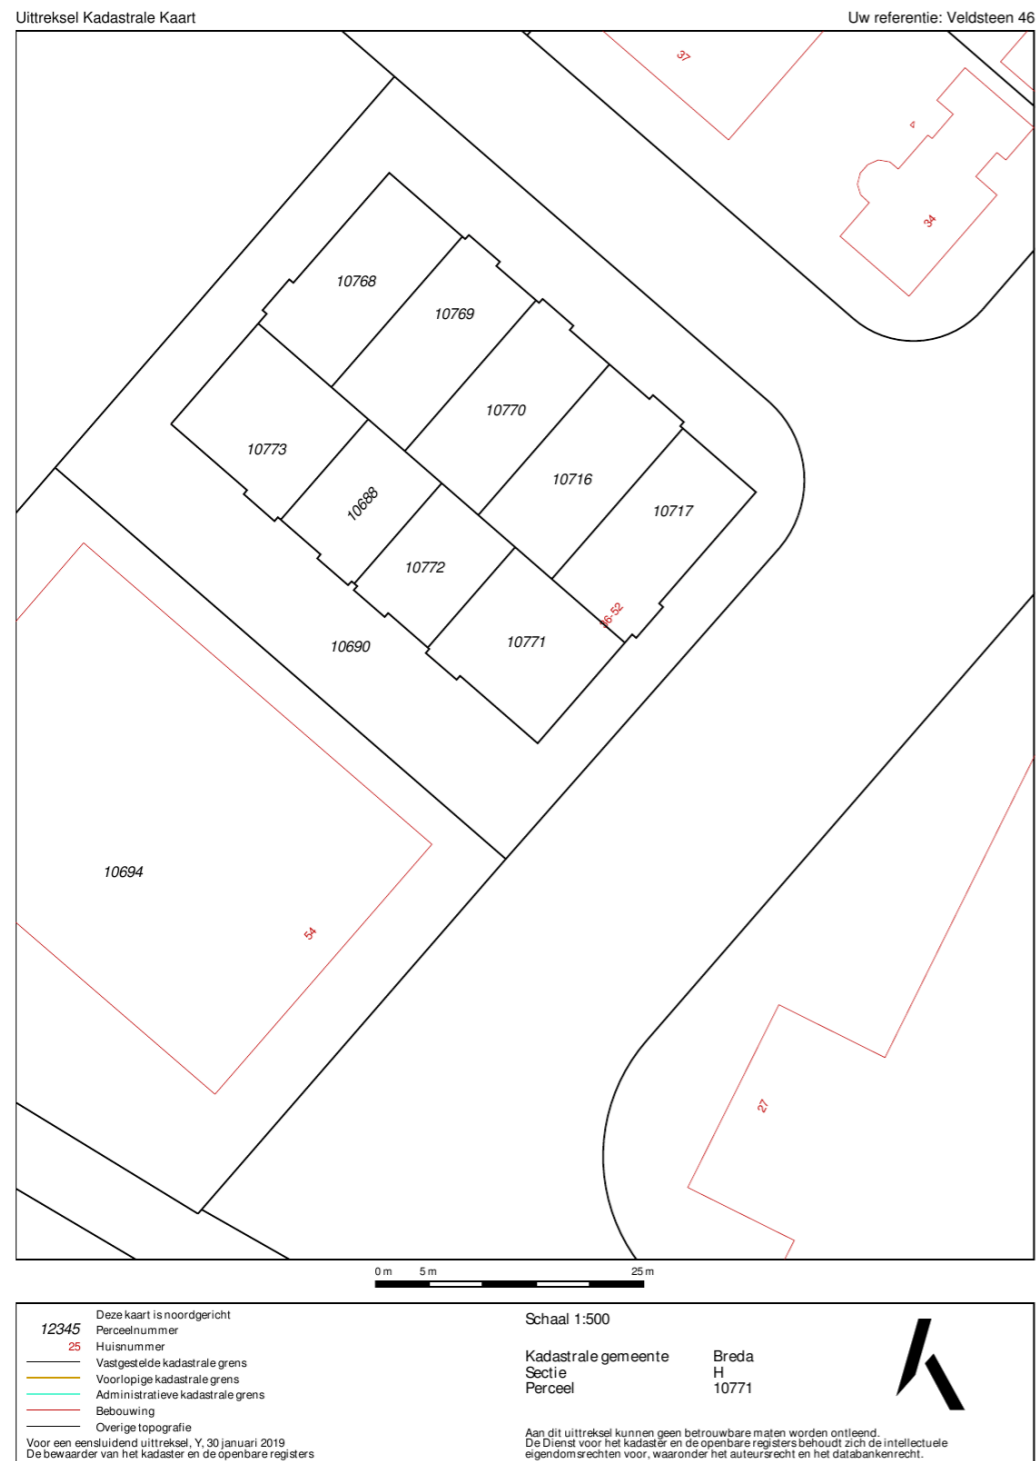 Uittreksel Kadastrale Kaart
Uw referentie: Veldsteen 46
37
4
34
10768
10769
10770
10773
10716
10688
10717
10772
36-52
10771
10690
10694
54
27
0 m 5 m 25 m
Deze kaart is noordgericht
12345 Perceelnummer
25 Huisnummer
Vastgestelde kadastrale grens
Voorlopige kadastrale grens
Administratieve kadastrale grens
Bebouwing
Overige topografie
Voor een eensluidend uittreksel, Y, 30 januari 2019
De bewaarder van het kadaster en de openbare registers
Schaal 1:500
Kadastrale gemeente Breda
Sectie H
Perceel 10771
Aan dit uittreksel kunnen geen betrouwbare maten worden ontleend.
De Dienst voor het kadaster en de openbare registers behoudt zich de intellectuele
eigendomsrechten voor, waaronder het auteursrecht en het databankenrecht.